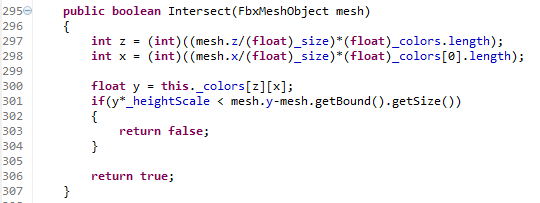 295 public boolean Intersect(FbxMeshObject mesh)
296 {
297 int z = (int)((mesh.z/(float)_size)*(float)_colors.length);
298 int x = (int)((mesh.x/(float)_size)*(float)_colors[0].length);
299
300 float y = this._colors[z][x];
301 if(y*_heightScale < mesh.y-mesh.getBound().getSize())
302 {
303 return false;
304 }
305
306 return true;
307 }